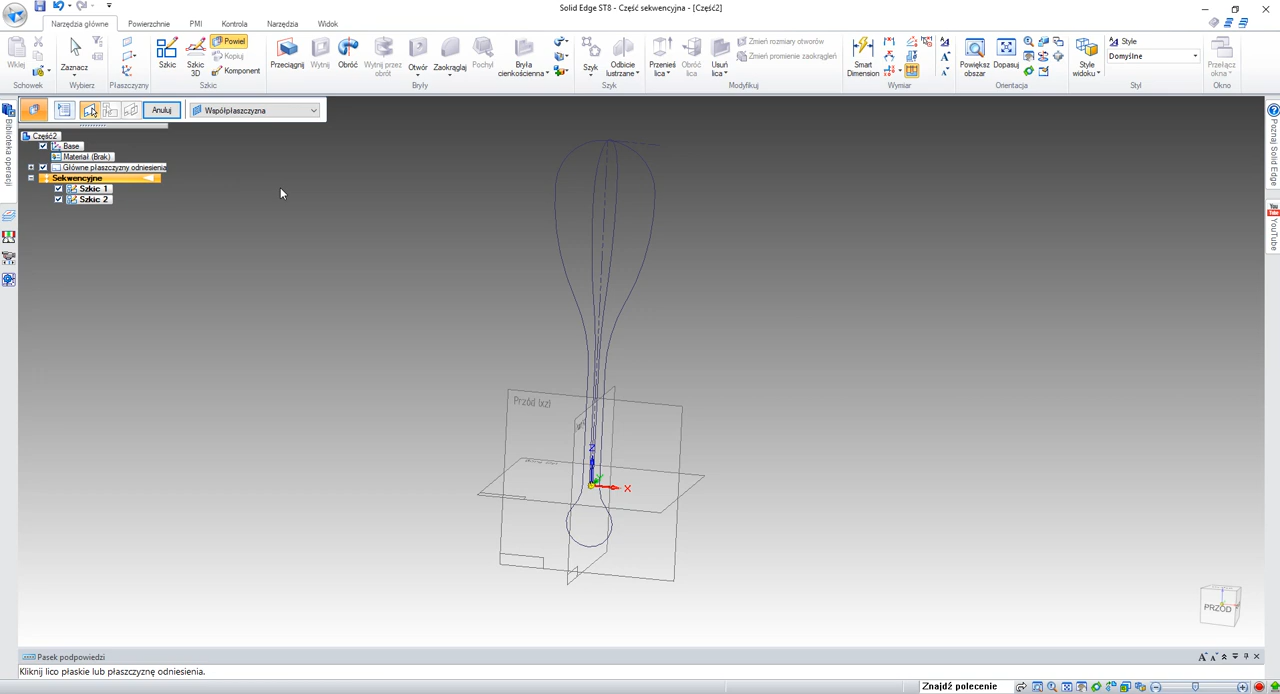 Solid Edge ST8 - Część sekwencyjna - [Część2]
Narzędzia główne
Powierzchnie
PMI
Kontrola
Narzędzia
Widok
Wklej
Zaznacz
Szkic
Szkic 3D
Powiel
Kopiuj
Komponent
Przeciągnij
Wytnij
Obróć
Wytnij przez obrót
Otwór
Zaokrąglaj
Pochyl
Bryła cienkościenna
Szyk
Odbicie lustrzane
Przenieś lica
Obróć lica
Usuń lica
Zmień rozmiary otworów
Zmień promienie zaokrągleń
Smart Dimension
Powiększ obszar
Dopasuj
Style widoku
Style
Domyślne
Przełącz okna
Schowek
Wybierz
Płaszczyzny
Szkic
Bryły
Szyk
Modyfikuj
Wymiar
Orientacja
Styl
Okno
Anuluj
Współpłaszczyzna
Część2
Base
Materiał (Brak)
Główne płaszczyzny odniesienia
Sekwencyjne
Szkic 1
Szkic 2
Biblioteka operacji
Poznaj Solid Edge
You Tube
YouTube
Przód (xz)
Z
X
PRZÓD
Pasek podpowiedzi
Kliknij lico płaskie lub płaszczyznę odniesienia.
Znajdź polecenie